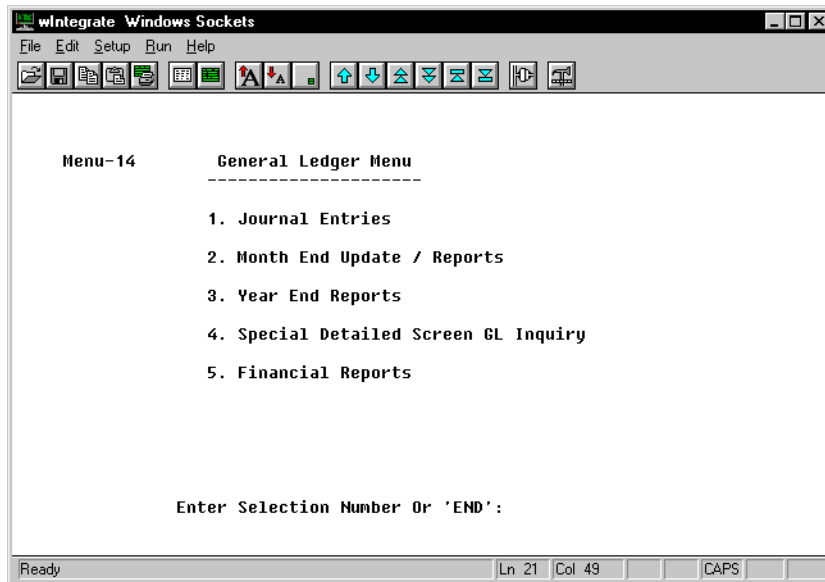 wIntegrate Windows Sockets
File Edit Setup Run Help
Menu-14 General Ledger Menu
---------------------
1. Journal Entries
2. Month End Update / Reports
3. Year End Reports
4. Special Detailed Screen GL Inquiry
5. Financial Reports
Enter Selection Number Or 'END':
Ready Ln 21 Col 49 CAPS